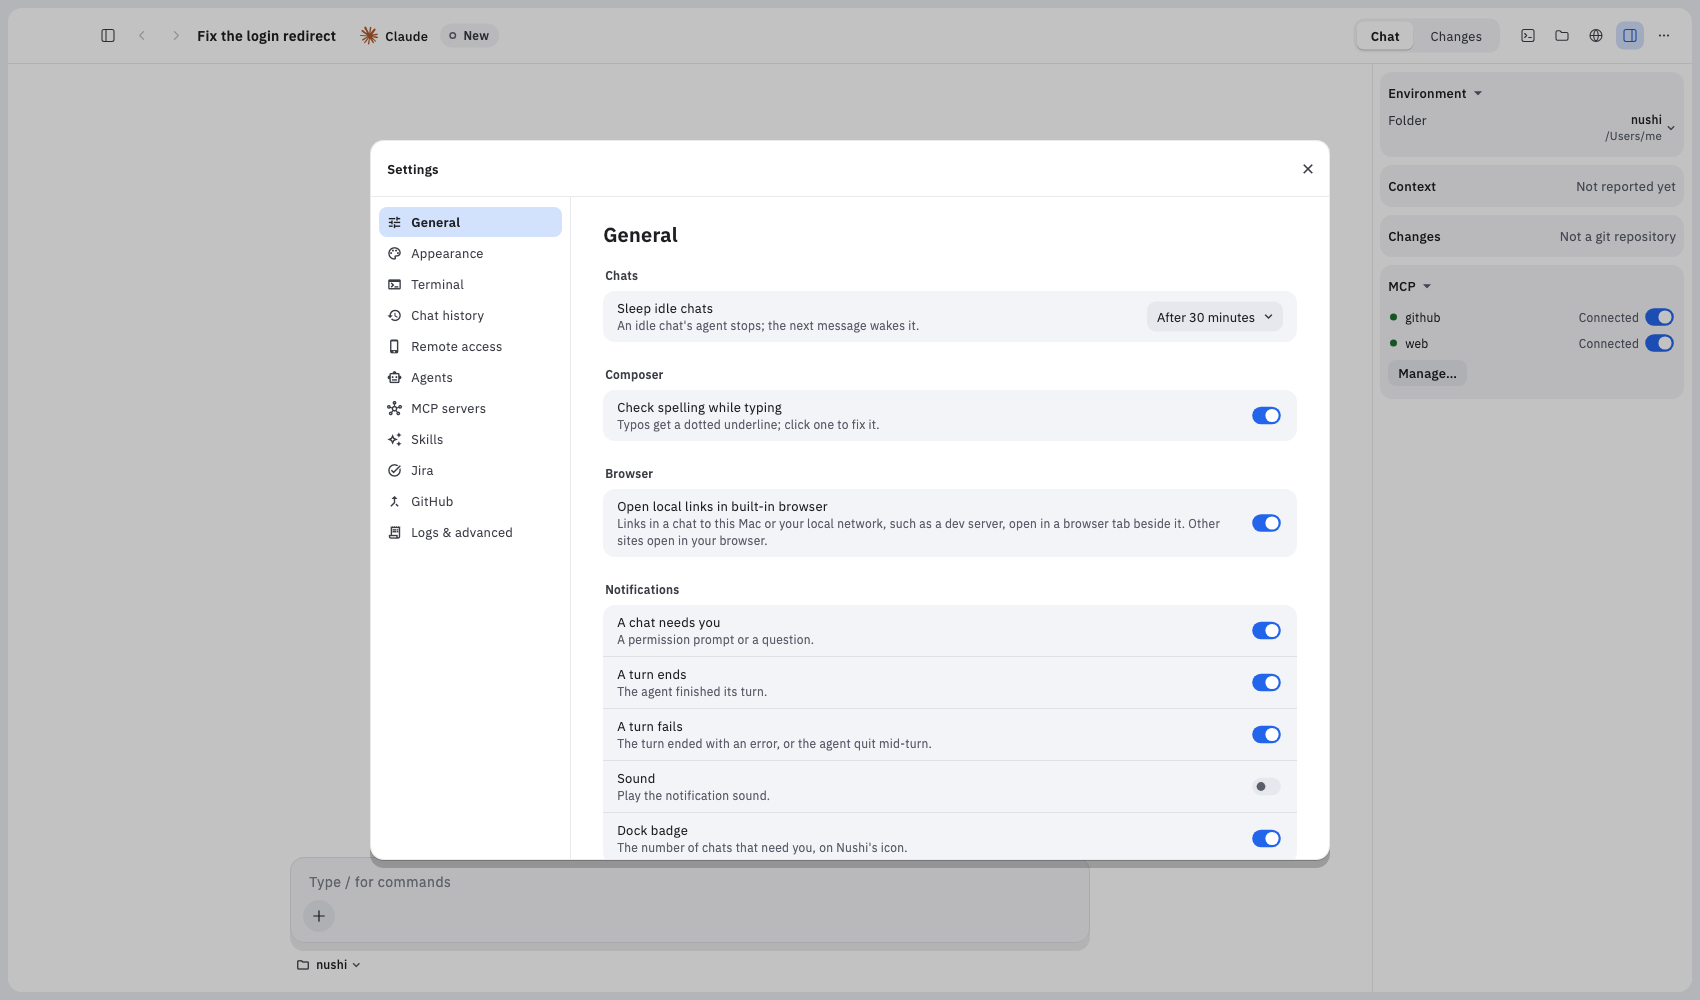 Fix the login redirect
Claude
New
Chat
Changes
Environment
Folder
nushi
/Users/me
Context
Not reported yet
Changes
Not a git repository
MCP
github
Connected
web
Connected
Manage...
Settings
General
Appearance
Terminal
Chat history
Remote access
Agents
MCP servers
Skills
Jira
GitHub
Logs & advanced
General
Chats
Sleep idle chats
An idle chat's agent stops; the next message wakes it.
After 30 minutes
Composer
Check spelling while typing
Typos get a dotted underline; click one to fix it.
Browser
Open local links in built-in browser
Links in a chat to this Mac or your local network, such as a dev server, open in a browser tab beside it. Other
sites open in your browser.
Notifications
A chat needs you
A permission prompt or a question.
A turn ends
The agent finished its turn.
A turn fails
The turn ended with an error, or the agent quit mid-turn.
Sound
Play the notification sound.
Dock badge
The number of chats that need you, on Nushi's icon.
Type / for commands
nushi